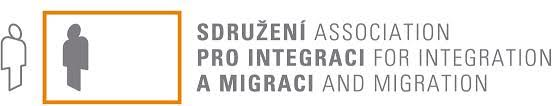 SDRUŽENÍ ASSOCIATION
PRO INTEGRACI FOR INTEGRATION
A MIGRACI AND MIGRATION